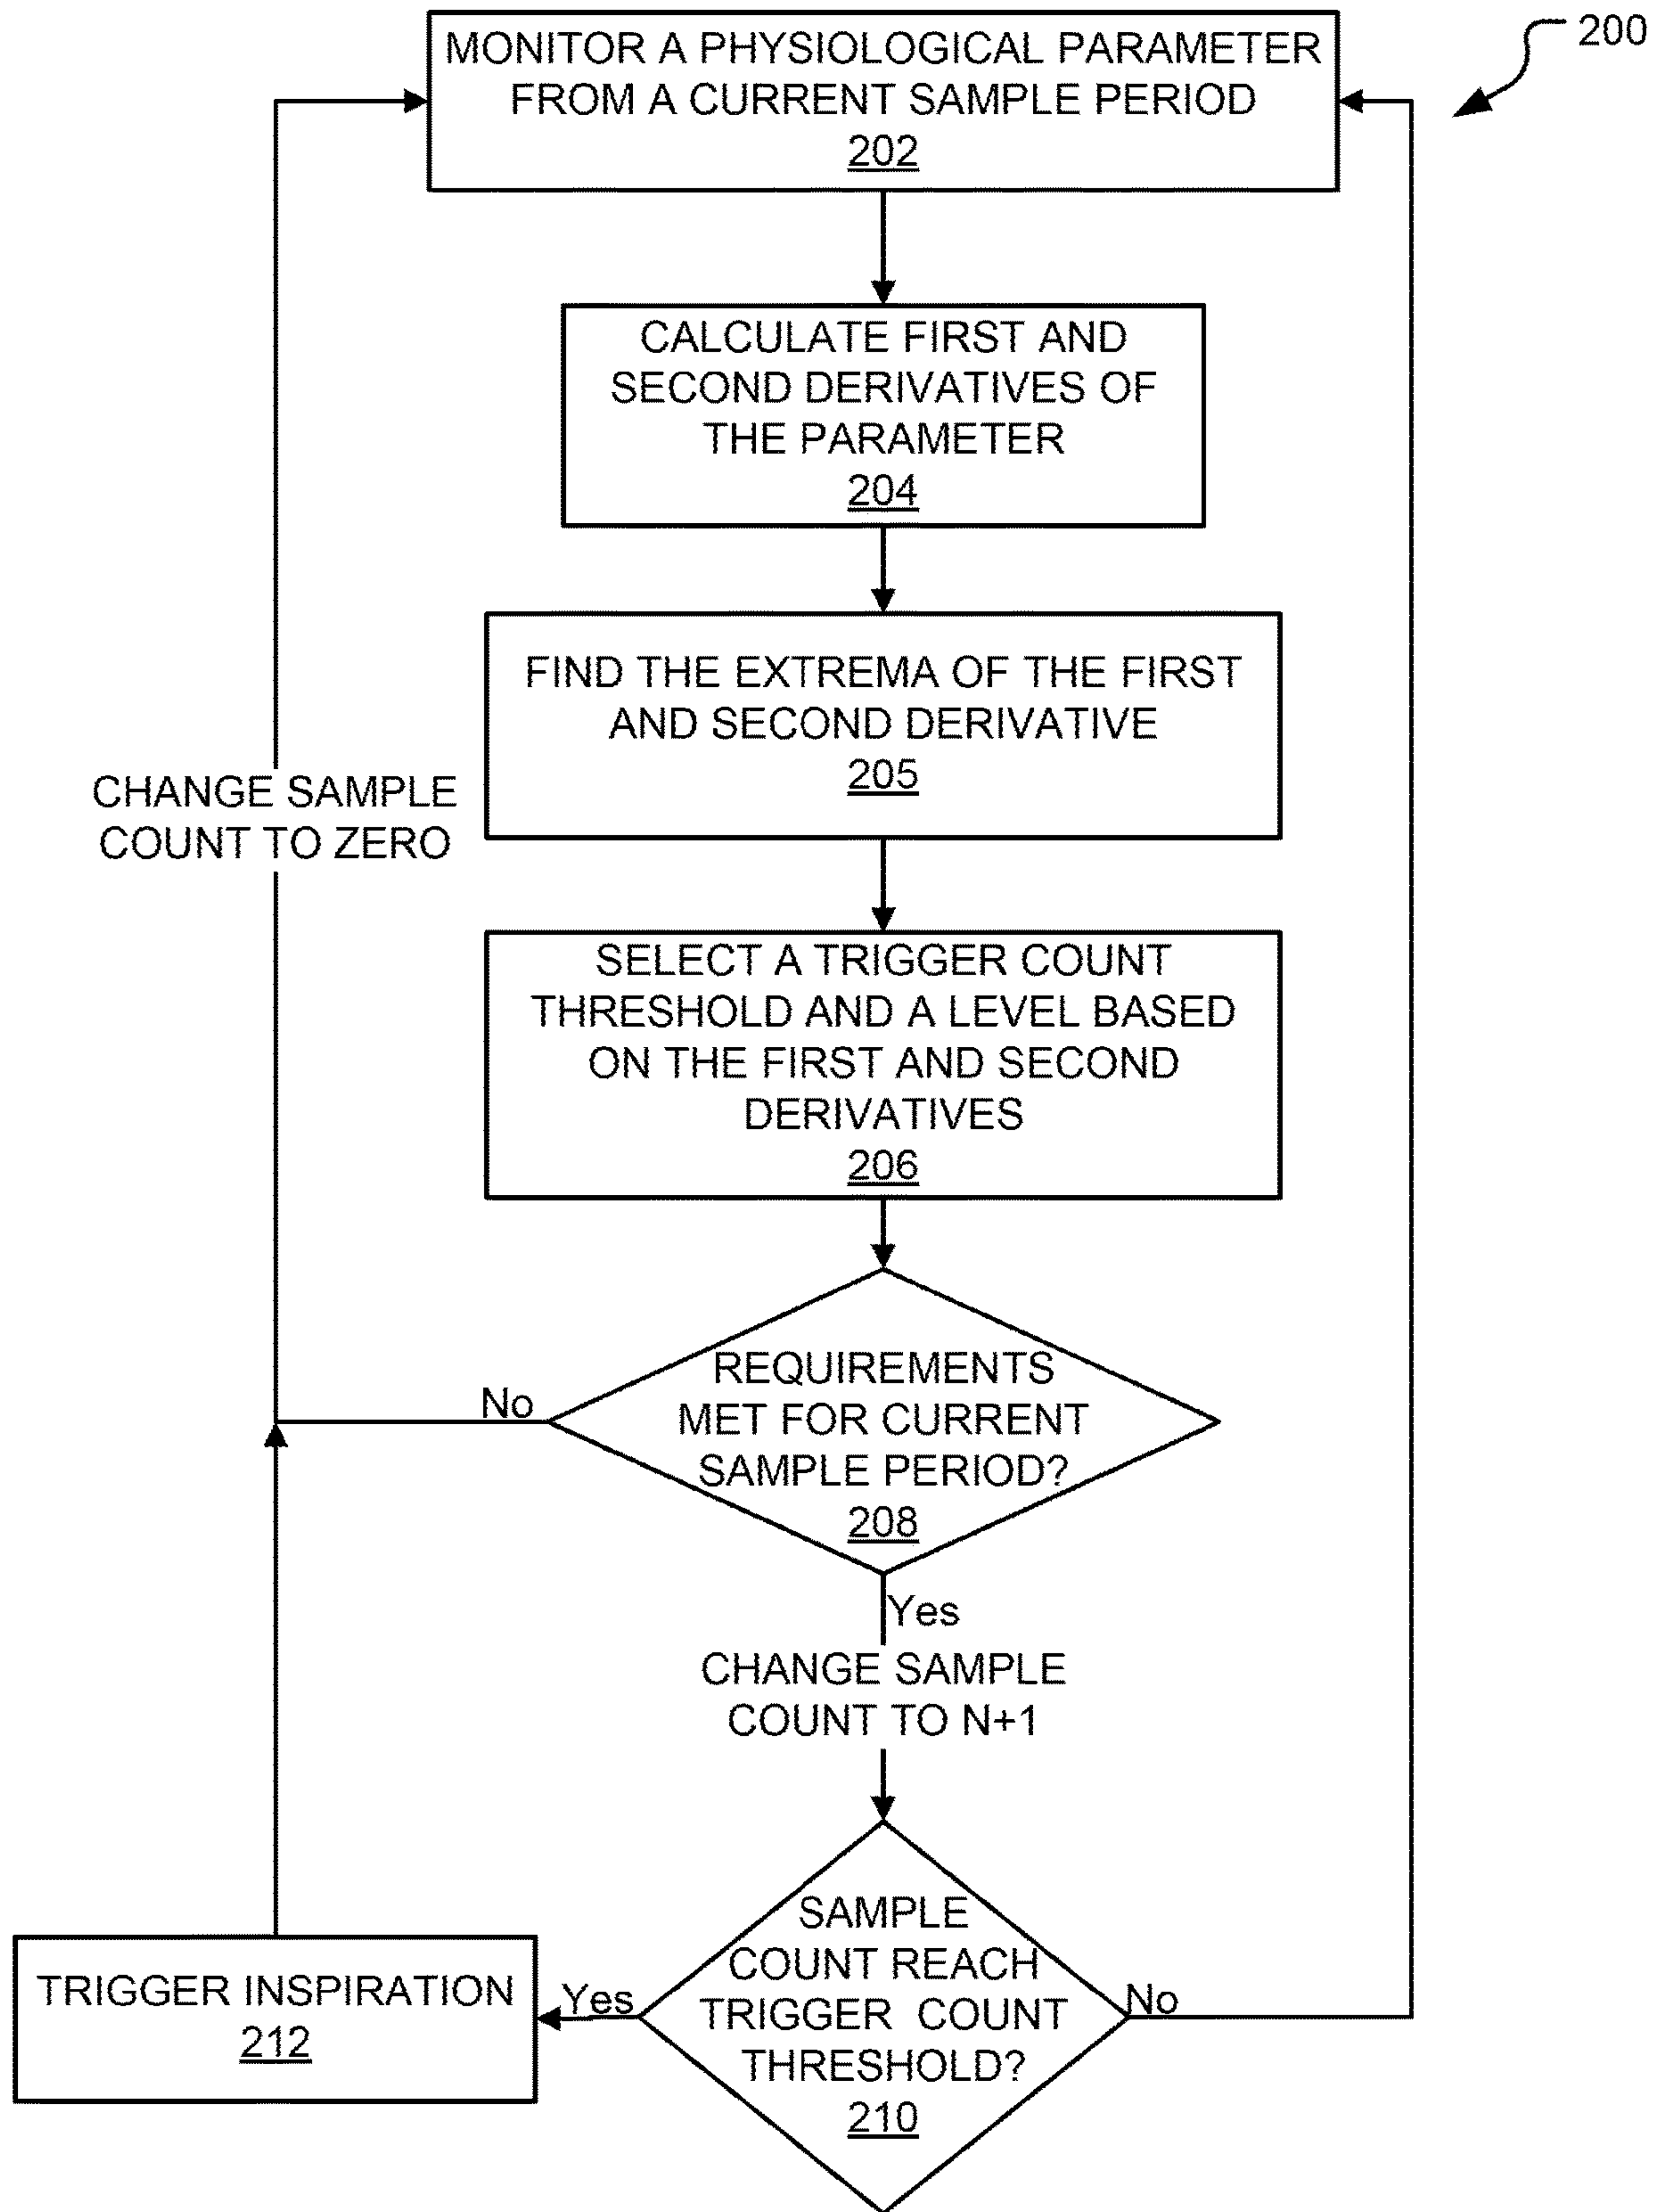 200
MONITOR A PHYSIOLOGICAL PARAMETER
FROM A CURRENT SAMPLE PERIOD
202
CALCULATE FIRST AND
SECOND DERIVATIVES OF
THE PARAMETER
204
FIND THE EXTREMA OF THE FIRST
AND SECOND DERIVATIVE
205
CHANGE SAMPLE
COUNT TO ZERO
SELECT A TRIGGER COUNT
THRESHOLD AND A LEVEL BASED
ON THE FIRST AND SECOND
DERIVATIVES
206
REQUIREMENTS
MET FOR CURRENT
SAMPLE PERIOD?
208
No
Yes
CHANGE SAMPLE
COUNT TO N+1
SAMPLE
COUNT REACH
TRIGGER COUNT
THRESHOLD?
210
Yes
No
TRIGGER INSPIRATION
212